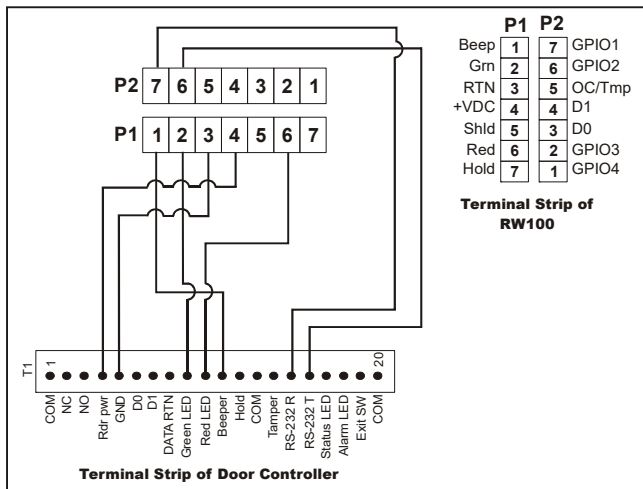 P1 P2
Beep 1 7 GPIO1
Grn 2 6 GPIO2
RTN 3 5 OC/Tmp
+VDC 4 4 D1
Shld 5 3 D0
Red 6 2 GPIO3
Hold 7 1 GPIO4
Terminal Strip of
RW100
P2 7 6 5 4 3 2 1
P1 1 2 3 4 5 6 7
T1
1
20
COM
NC
NO
Rdr pwr
GND
D0
D1
DATA RTN
Green LED
Red LED
Beeper
Hold
COM
Tamper
RS-232 R
RS-232 T
Status LED
Alarm LED
Exit SW
COM
Terminal Strip of Door Controller